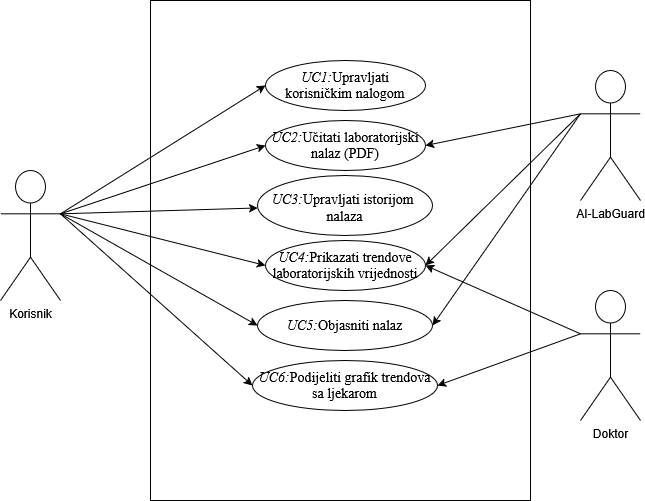 UC1:Upravljati
korisničkim nalogom
UC2:Učitati laboratorijski
nalaz (PDF)
UC3:Upravljati istorijom
nalaza
UC4:Prikazati trendove
laboratorijskih vrijednosti
UC5:Objasniti nalaz
UC6:Podijeliti grafik trendova
sa ljekarom
Korisnik
AI-LabGuard
Doktor